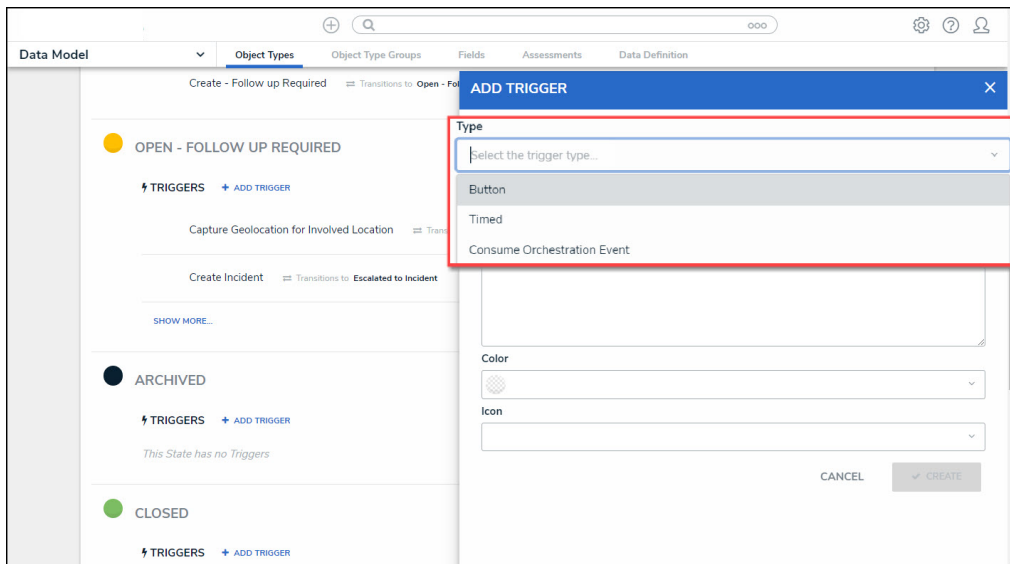 ooo
Data Model
Object Types
Object Type Groups
Fields
Assessments
Data Definition
Create - Follow up Required Transitions to Open - Fol
OPEN - FOLLOW UP REQUIRED
TRIGGERS + ADD TRIGGER
Capture Geolocation for Involved Location Trans
Create Incident Transitions to Escalated to Incident
SHOW MORE...
ARCHIVED
TRIGGERS + ADD TRIGGER
This State has no Triggers
CLOSED
TRIGGERS + ADD TRIGGER
ADD TRIGGER
Type
Select the trigger type...
Button
Timed
Consume Orchestration Event
Color
Icon
CANCEL
CREATE